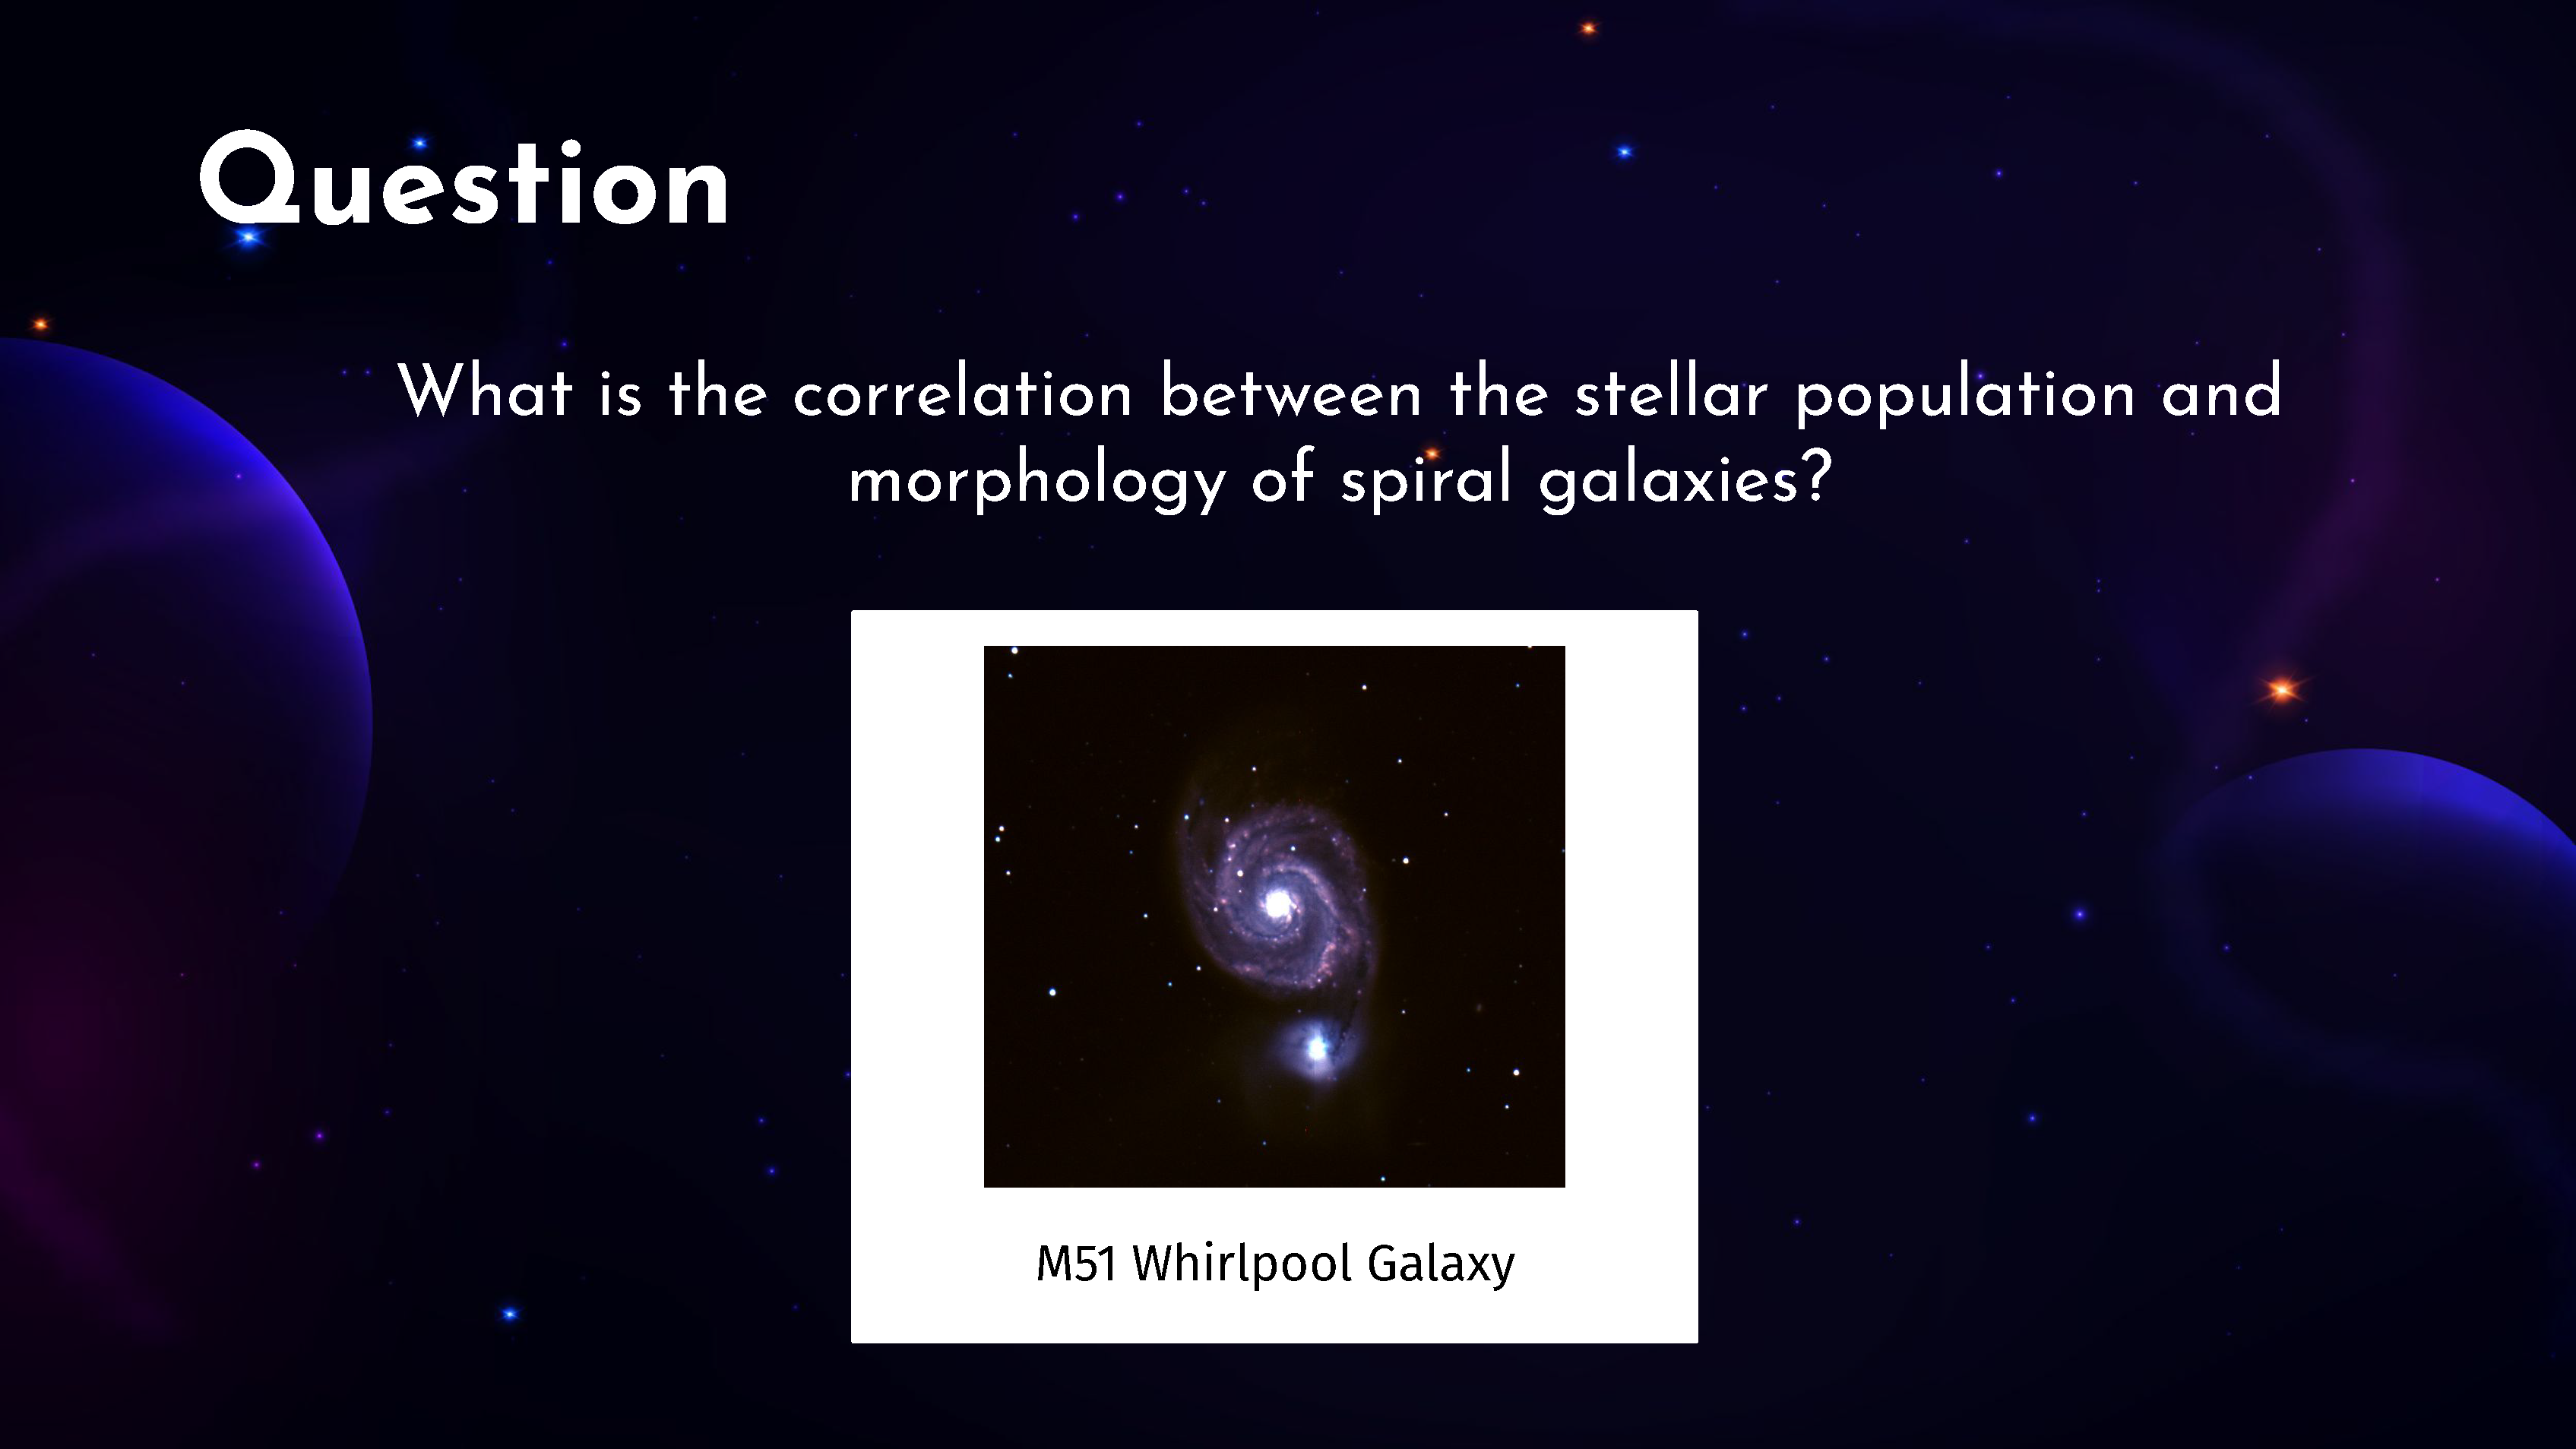 Question
What is the correlation between the stellar population and
morphology of spiral galaxies?
M51 Whirlpool Galaxy